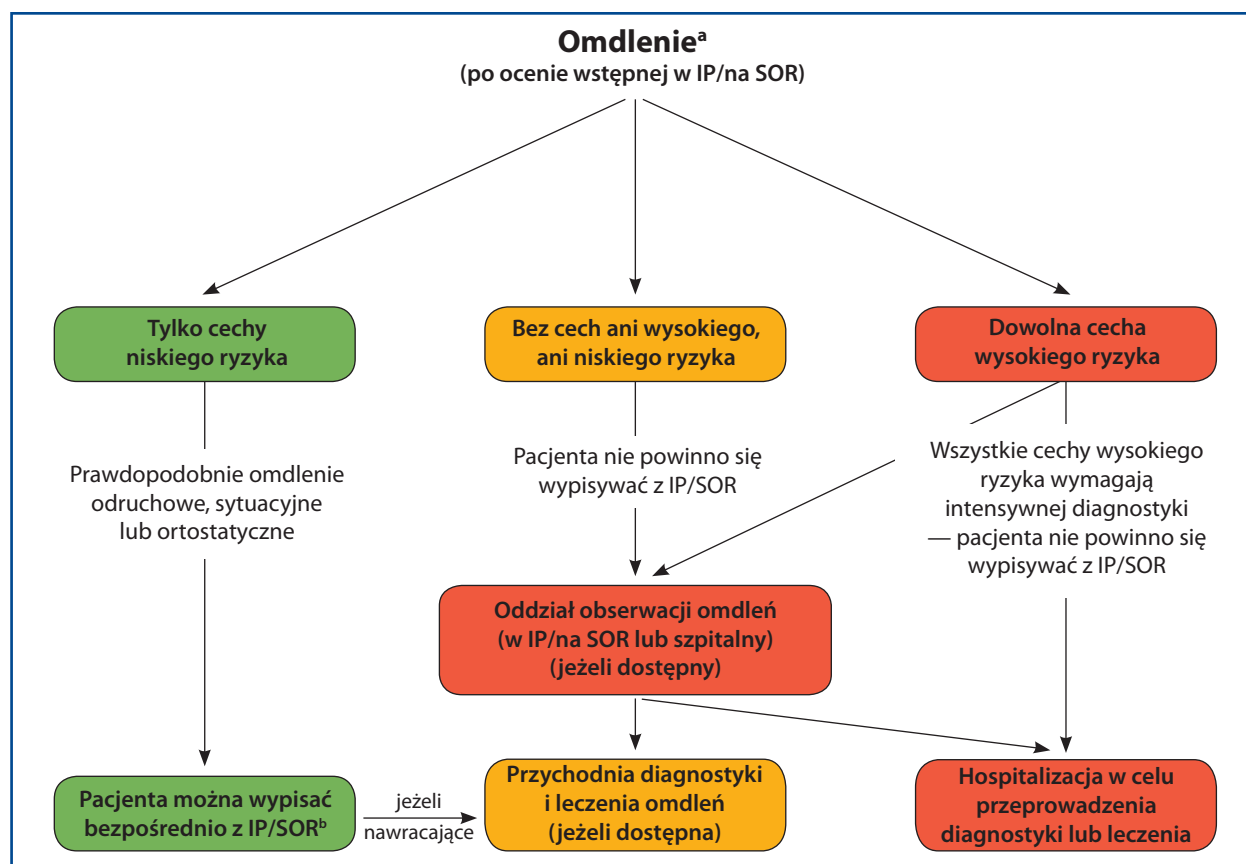 Omdlenieᵃ
(po ocenie wstępnej w IP/na SOR)
Tylko cechy
niskiego ryzyka
Bez cech ani wysokiego,
ani niskiego ryzyka
Dowolna cecha
wysokiego ryzyka
Prawdopodobnie omdlenie
odruchowe, sytuacyjne
lub ortostatyczne
Pacjenta nie powinno się
wypisywać z IP/SOR
Wszystkie cechy wysokiego
ryzyka wymagają
intensywnej diagnostyki
— pacjenta nie powinno się
wypisywać z IP/SOR
Oddział obserwacji omdleń
(w IP/na SOR lub szpitalny)
(jeżeli dostępny)
Pacjenta można wypisać
bezpośrednio z IP/SORᵇ
jeżeli
nawracające
Przychodnia diagnostyki
i leczenia omdleń
(jeżeli dostępna)
Hospitalizacja w celu
przeprowadzenia
diagnostyki lub leczenia